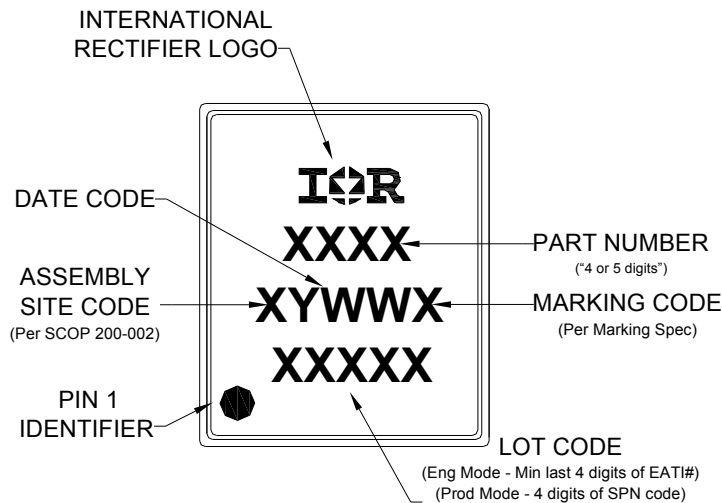 INTERNATIONAL
RECTIFIER LOGO
IOR
DATE CODE
XXXX
PART NUMBER
("4 or 5 digits")
ASSEMBLY
SITE CODE
(Per SCOP 200-002)
XYWWX
MARKING CODE
(Per Marking Spec)
XXXXX
PIN 1
IDENTIFIER
LOT CODE
(Eng Mode - Min last 4 digits of EATI#)
(Prod Mode - 4 digits of SPN code)